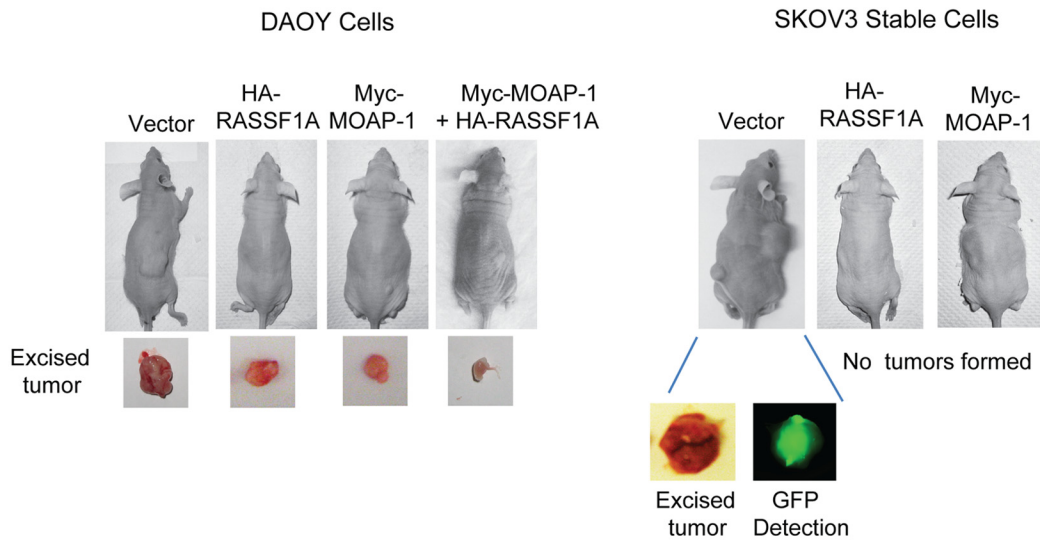 DAOY Cells
SKOV3 Stable Cells
Vector
HA-
RASSF1A
Myc-
MOAP-1
Myc-MOAP-1
+ HA-RASSF1A
Vector
HA-
RASSF1A
Myc-
MOAP-1
Excised
tumor
No tumors formed
Excised
tumor
GFP
Detection